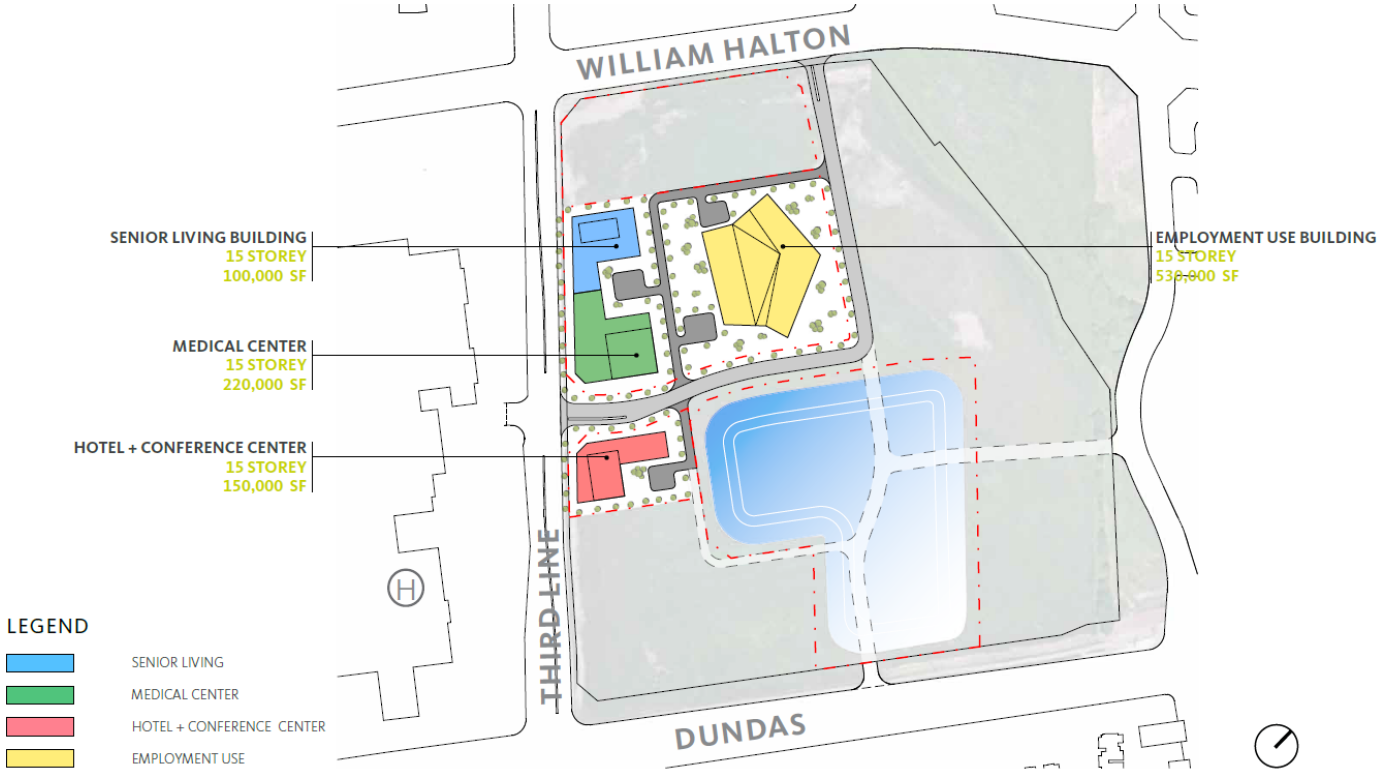 WILLIAM HALTON
SENIOR LIVING BUILDING
15 STOREY
100,000 SF
EMPLOYMENT USE BUILDING
15 STOREY
530,000 SF
MEDICAL CENTER
15 STOREY
220,000 SF
HOTEL + CONFERENCE CENTER
15 STOREY
150,000 SF
THIRD LINE
H
LEGEND
SENIOR LIVING
MEDICAL CENTER
HOTEL + CONFERENCE CENTER
EMPLOYMENT USE
DUNDAS